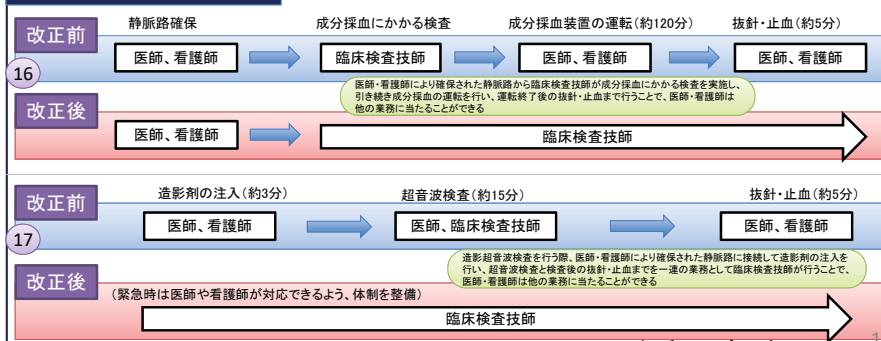 静脈路確保 成分採血にかかる検査 成分採血装置の運転(約120分) 抜針・止血(約5分)
改正前
医師、看護師 臨床検査技師 医師、看護師 医師、看護師
16
医師・看護師により確保された静脈路から臨床検査技師が成分採血にかかる検査を実施し、
引き続き成分採血の運転を行い、運転終了後の抜針・止血まで行うことで、医師・看護師は
他の業務に当たることができる
改正後
医師、看護師 臨床検査技師
造影剤の注入(約3分) 超音波検査(約15分) 抜針・止血(約5分)
改正前
医師、看護師 医師、臨床検査技師 医師、看護師
17
造影超音波検査を行う際、医師・看護師により確保された静脈路に接続して造影剤の注入を
行い、超音波検査と検査後の抜針・止血までを一連の業務として臨床検査技師が行うことで、
医師・看護師は他の業務に当たることができる
改正後
(緊急時は医師や看護師が対応できるよう、体制を整備)
臨床検査技師